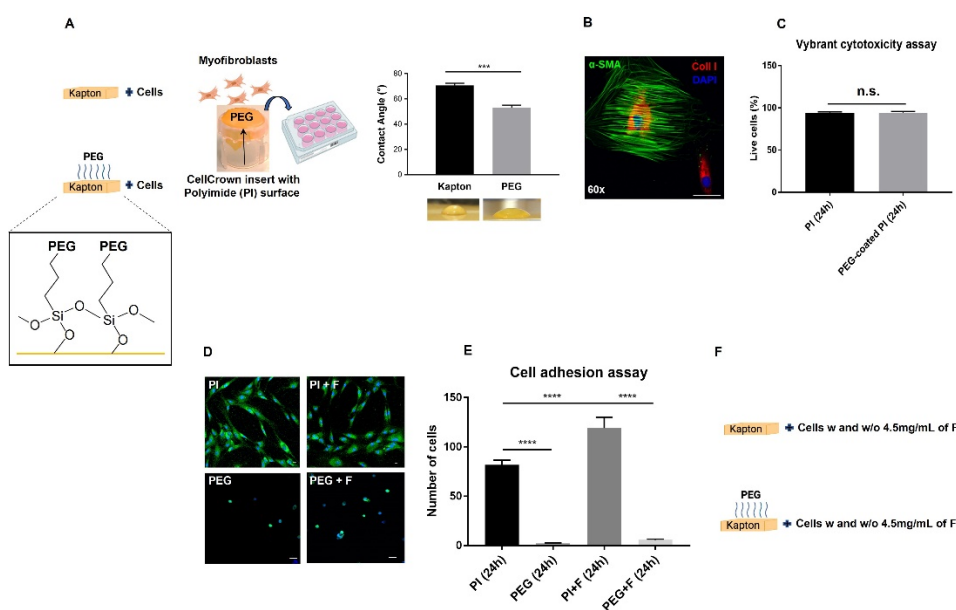 A
Kapton + Cells
PEG
Kapton + Cells
PEG PEG
O Si O Si O
O O
Myofibroblasts
PEG
CellCrown insert with
Polyimide (PI) surface
Contact Angle (°)
80
60
40
20
0
***
Kapton PEG
B
α-SMA Coll I
DAPI
60x
C
Vybrant cytotoxicity assay
Live cells (%)
150
100
50
0
n.s.
PI (24h)
PEG-coated PI (24h)
D
PI PI + F
PEG PEG + F
E
Cell adhesion assay
Number of cells
150
100
50
0
**** ****
****
PI (24h)
PEG (24h)
PI+F (24h)
PEG+F (24h)
F
Kapton + Cells w and w/o 4.5mg/mL of F
PEG
Kapton + Cells w and w/o 4.5mg/mL of F